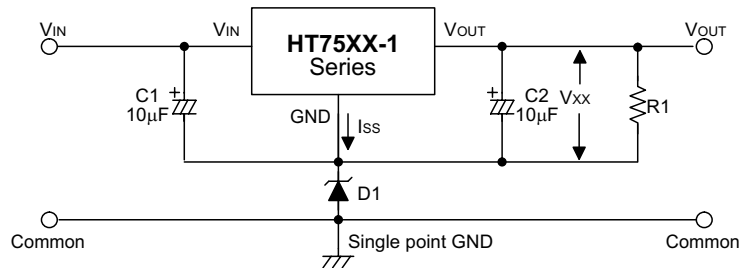 VIN
VIN
HT75XX-1
Series
VOUT
VOUT
C1
10μF
GND
ISS
C2
10μF
VXX
R1
D1
Common
Single point GND
Common